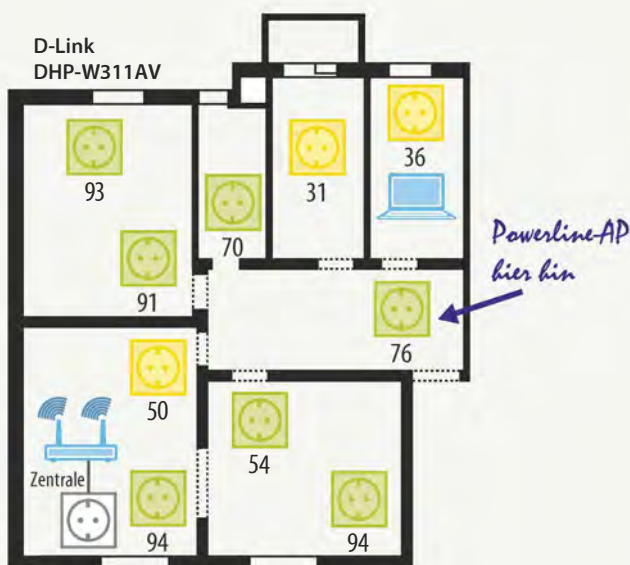 D-Link
DHP-W311AV
93
70
31
36
91
Powerline-AP
hier hin
76
50
54
Zentrale
94
94